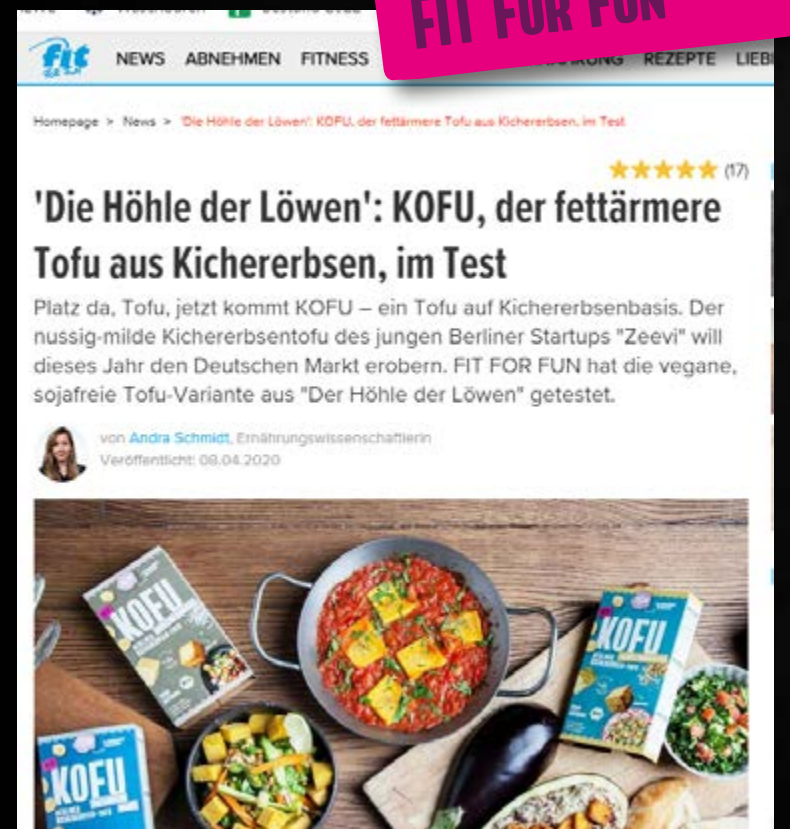 FIT FOR FUN
fit
NEWS ABNEHMEN FITNESS REZEPTE
Homepage > News > 'Die Höhle der Löwen': KOFU, der fettärmere Tofu aus Kichererbsen, im Test
(17)
'Die Höhle der Löwen': KOFU, der fettärmere
Tofu aus Kichererbsen, im Test
Platz da, Tofu, jetzt kommt KOFU – ein Tofu auf Kichererbsenbasis. Der
nussig-milde Kichererbsentofu des jungen Berliner Startups "Zeevi" will
dieses Jahr den Deutschen Markt erobern. FIT FOR FUN hat die vegane,
sojafreie Tofu-Variante aus "Der Höhle der Löwen" getestet.
von Andra Schmidt, Ernährungswissenschaftlerin
Veröffentlicht: 08.04.2020
KOFU
KOFU
KOFU